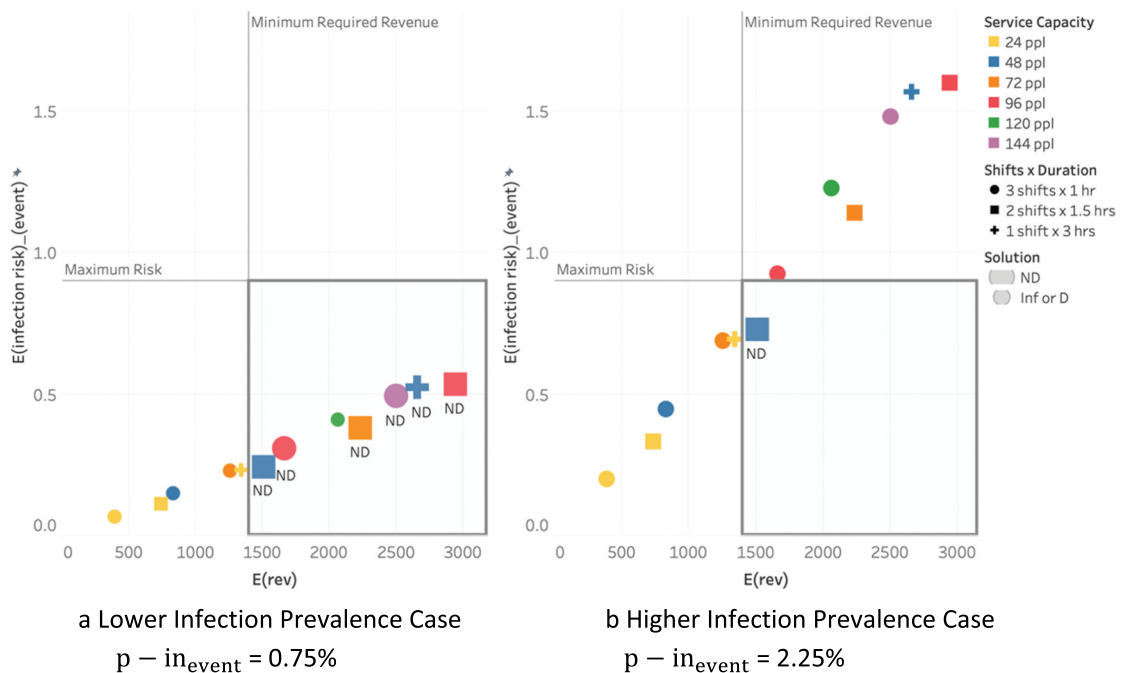 Minimum Required Revenue
1.5
1.0
Maximum Risk
0.5
0.0
E(infection risk)_(event)
ND
ND
ND
ND
ND
ND
0
500
1000
1500
2000
2500
3000
E(rev)
a Lower Infection Prevalence Case
p − in_event = 0.75%
Minimum Required Revenue
1.5
1.0
Maximum Risk
0.5
0.0
E(infection risk)_(event)
ND
0
500
1000
1500
2000
2500
3000
E(rev)
b Higher Infection Prevalence Case
p − in_event = 2.25%
Service Capacity
24 ppl
48 ppl
72 ppl
96 ppl
120 ppl
144 ppl
Shifts x Duration
3 shifts x 1 hr
2 shifts x 1.5 hrs
1 shift x 3 hrs
Solution
ND
Inf or D